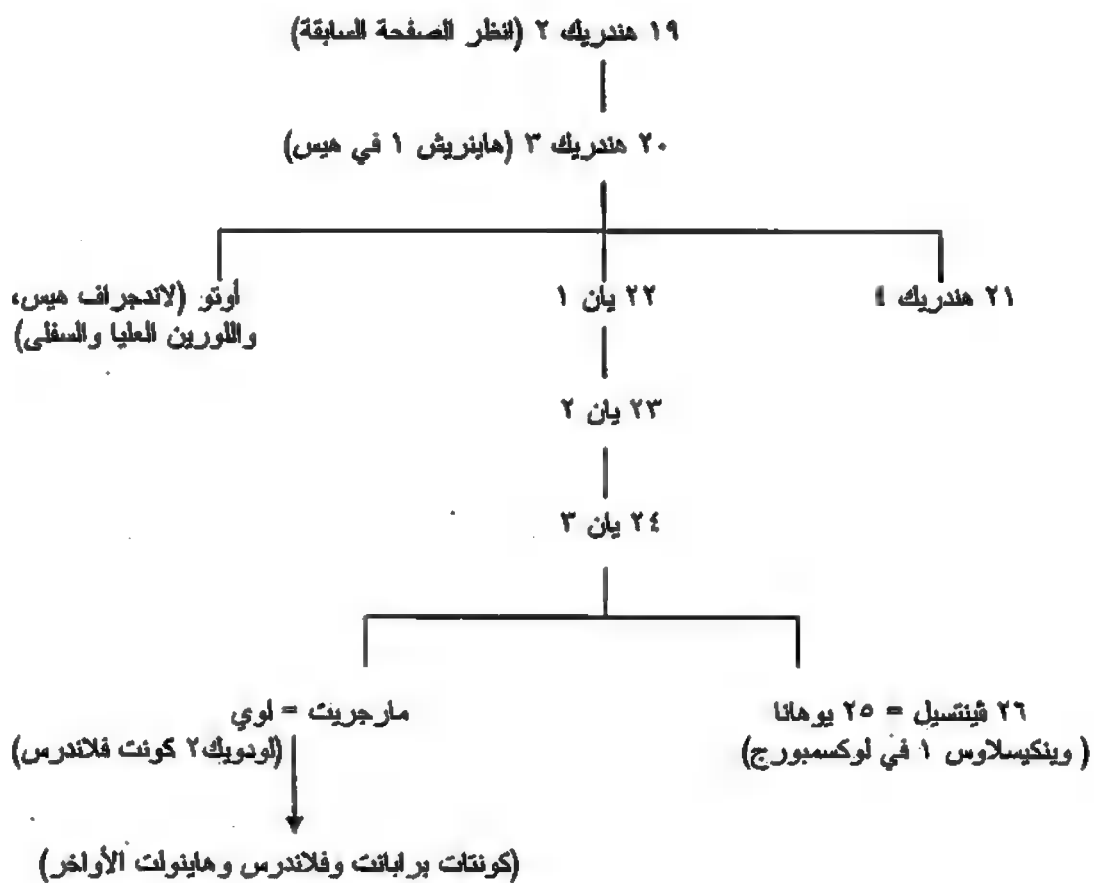 ١٩ هندريك ٢ (انظر الصفحة السابقة)
٢٠ هندريك ٣ (هاينريش ١ في هيس)
٢١ هندريك ٤
٢٢ يان ١
أوتو (لاندجراف هيس،
واللورين العليا والسفلى)
٢٣ يان ٢
٢٤ يان ٣
٢٦ ڤينتسيل = ٢٥ يوهانا
( وينكيسلاوس ١ في لوكسمبورج)
مارجريت = لوي
(لودويك٢ كونت فلاندرس)
(كونتات برابانت وفلاندرس وهاينولت الأواخر)